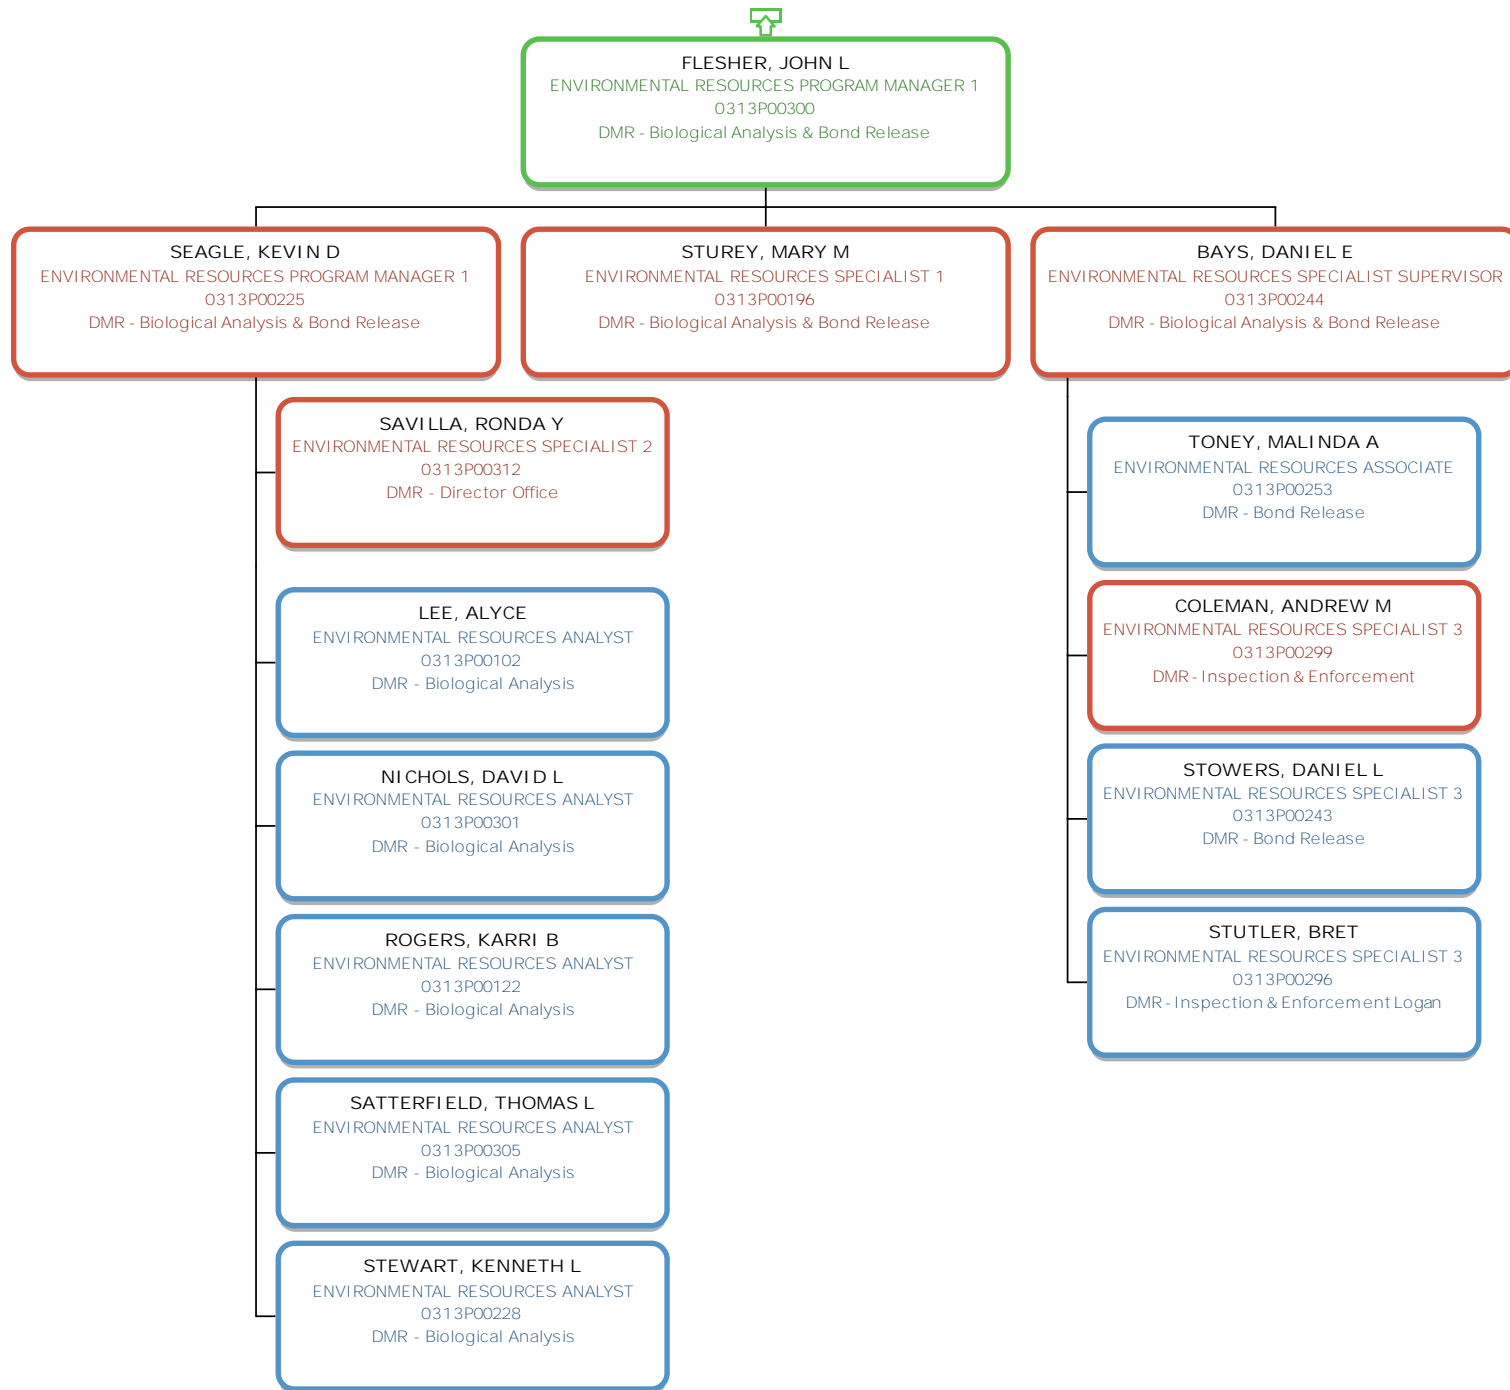 FLESHER, JOHN L
ENVIRONMENTAL RESOURCES PROGRAM MANAGER 1
0313P00300
DMR - Biological Analysis & Bond Release
SEAGLE, KEVIN D
ENVIRONMENTAL RESOURCES PROGRAM MANAGER 1
0313P00225
DMR - Biological Analysis & Bond Release
STUREY, MARY M
ENVIRONMENTAL RESOURCES SPECIALIST 1
0313P00196
DMR - Biological Analysis & Bond Release
BAYS, DANIEL E
ENVIRONMENTAL RESOURCES SPECIALIST SUPERVISOR
0313P00244
DMR - Biological Analysis & Bond Release
SAVILLA, RONDA Y
ENVIRONMENTAL RESOURCES SPECIALIST 2
0313P00312
DMR - Director Office
LEE, ALYCE
ENVIRONMENTAL RESOURCES ANALYST
0313P00102
DMR - Biological Analysis
NICHOLS, DAVID L
ENVIRONMENTAL RESOURCES ANALYST
0313P00301
DMR - Biological Analysis
ROGERS, KARRI B
ENVIRONMENTAL RESOURCES ANALYST
0313P00122
DMR - Biological Analysis
SATTERFIELD, THOMAS L
ENVIRONMENTAL RESOURCES ANALYST
0313P00305
DMR - Biological Analysis
STEWART, KENNETH L
ENVIRONMENTAL RESOURCES ANALYST
0313P00228
DMR - Biological Analysis
TONEY, MALINDA A
ENVIRONMENTAL RESOURCES ASSOCIATE
0313P00253
DMR - Bond Release
COLEMAN, ANDREW M
ENVIRONMENTAL RESOURCES SPECIALIST 3
0313P00299
DMR - Inspection & Enforcement
STOWERS, DANIEL L
ENVIRONMENTAL RESOURCES SPECIALIST 3
0313P00243
DMR - Bond Release
STUTLER, BRET
ENVIRONMENTAL RESOURCES SPECIALIST 3
0313P00296
DMR - Inspection & Enforcement Logan